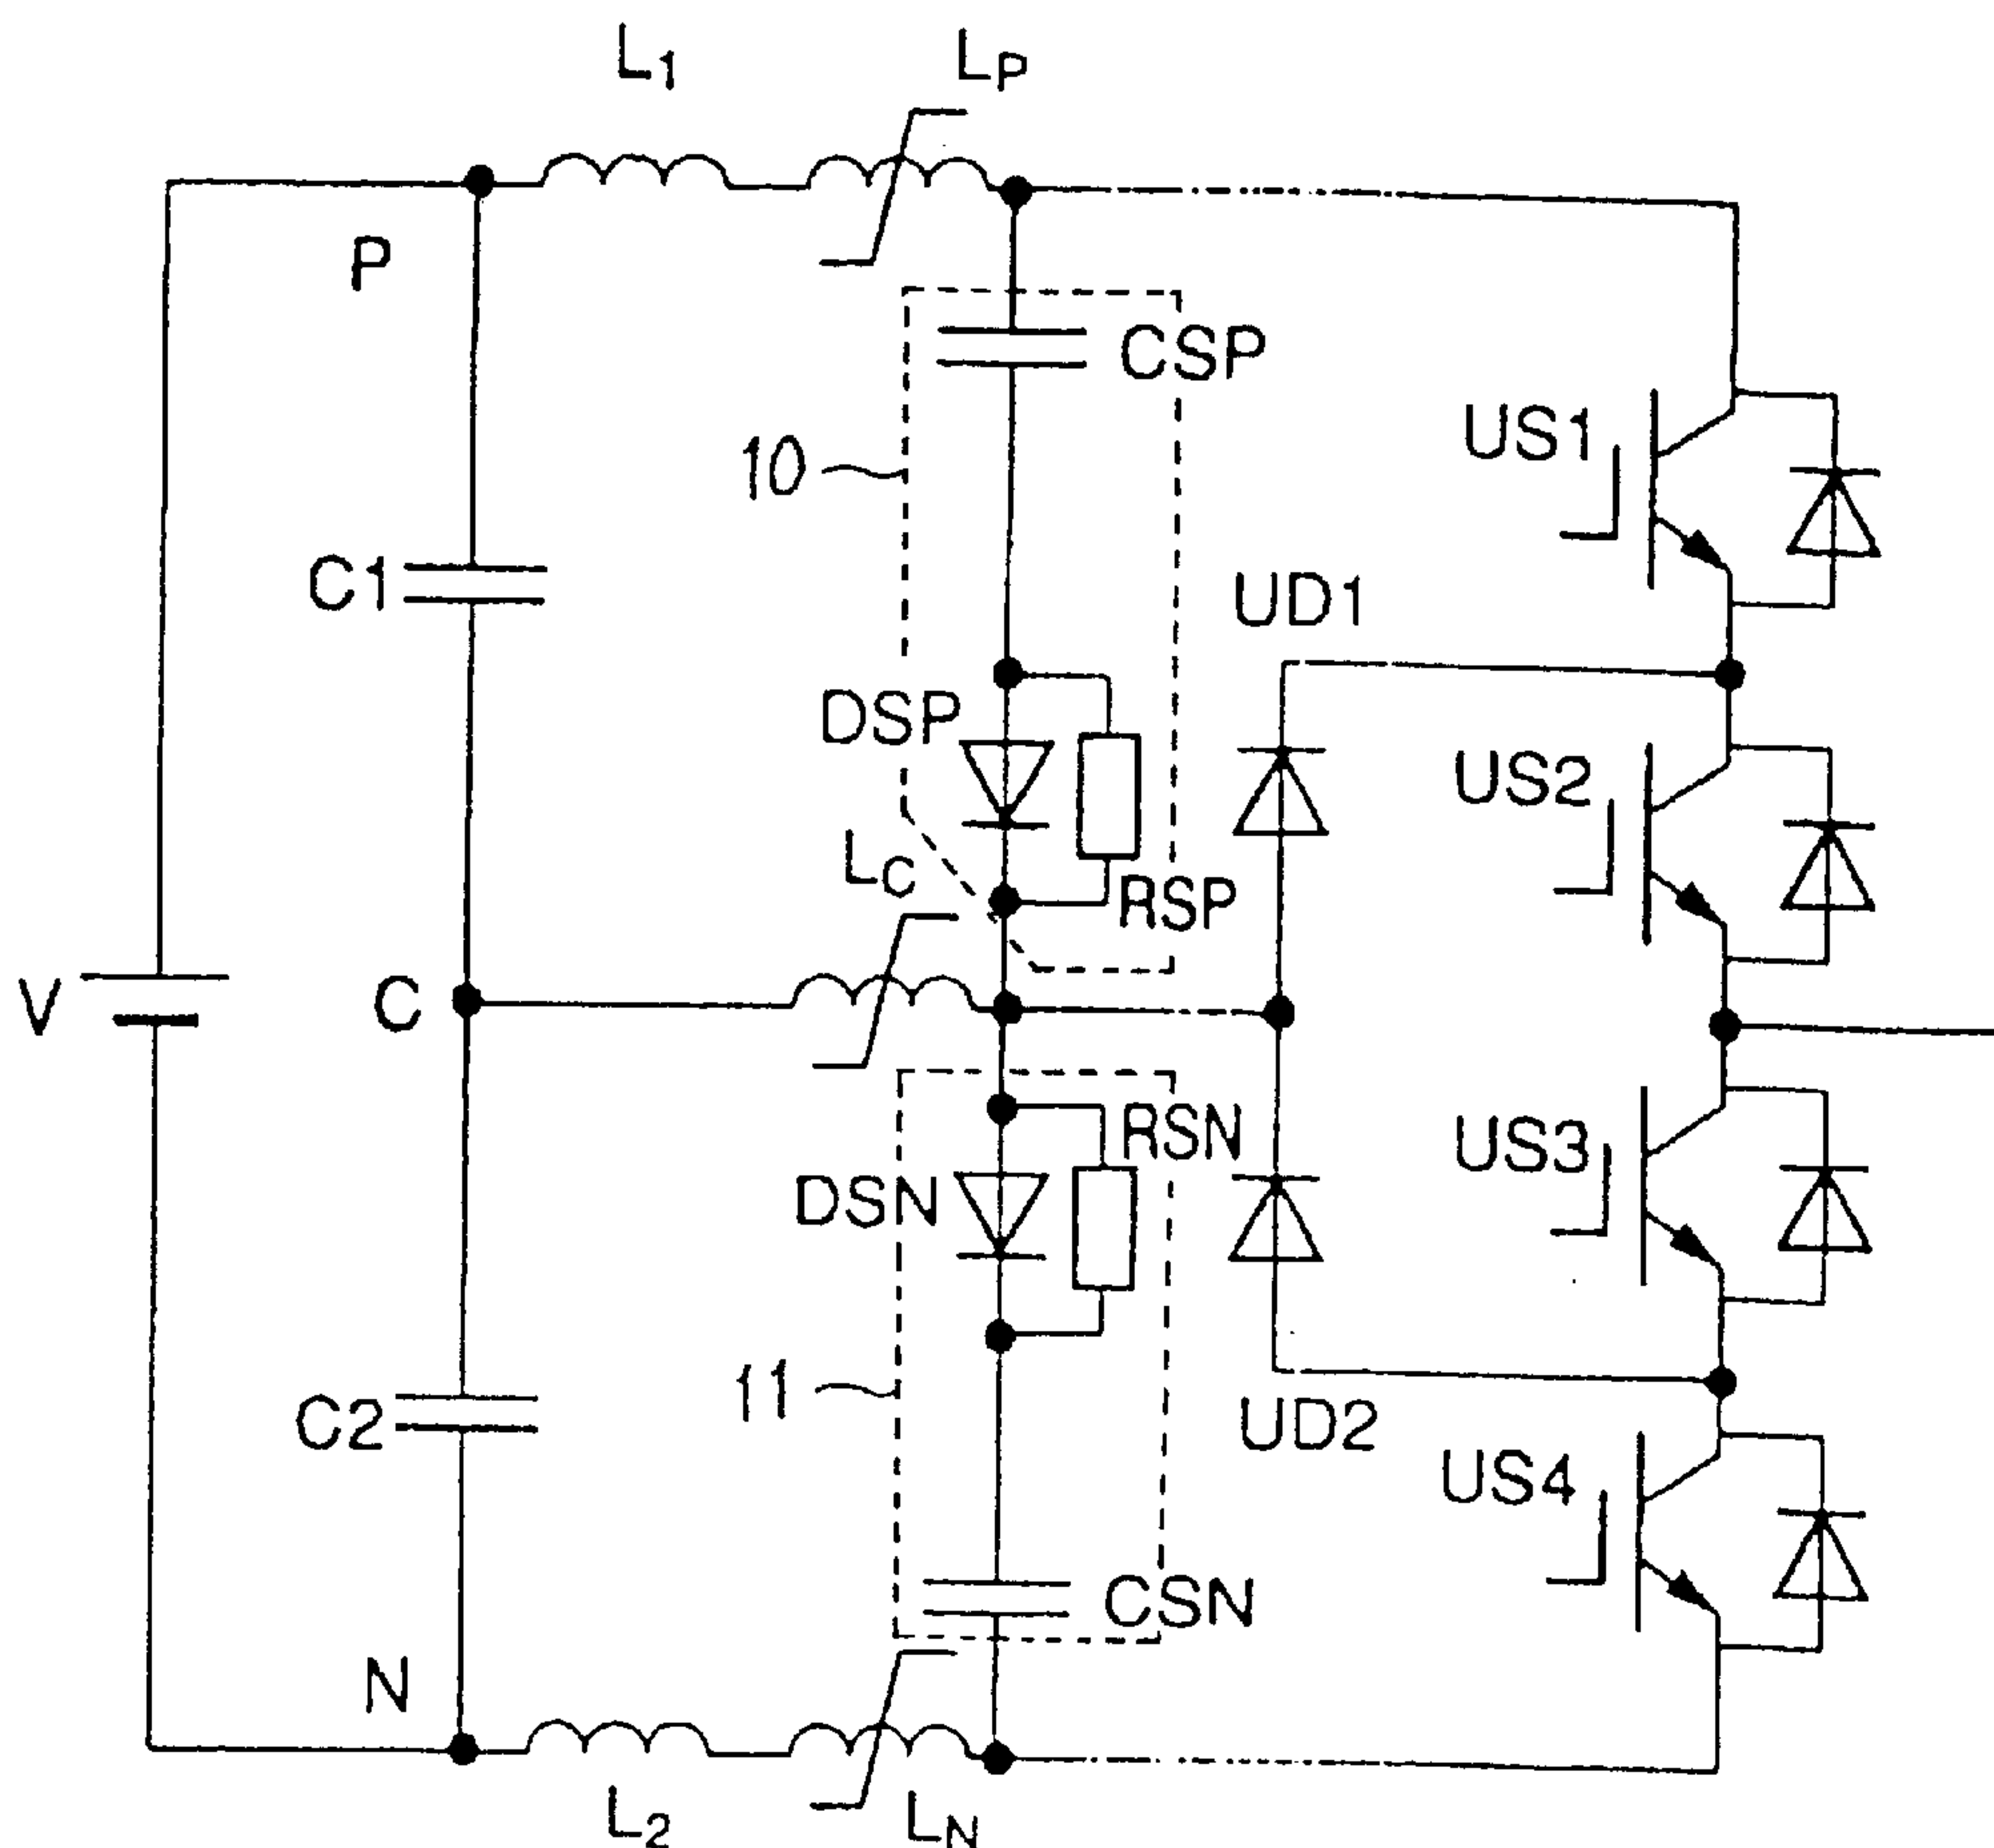 L1
LP
P
CSP
US1
10
C1
UD1
DSP
US2
LC
RSP
V
C
RSN
US3
DSN
11
C2
UD2
US4
CSN
N
L2
LN